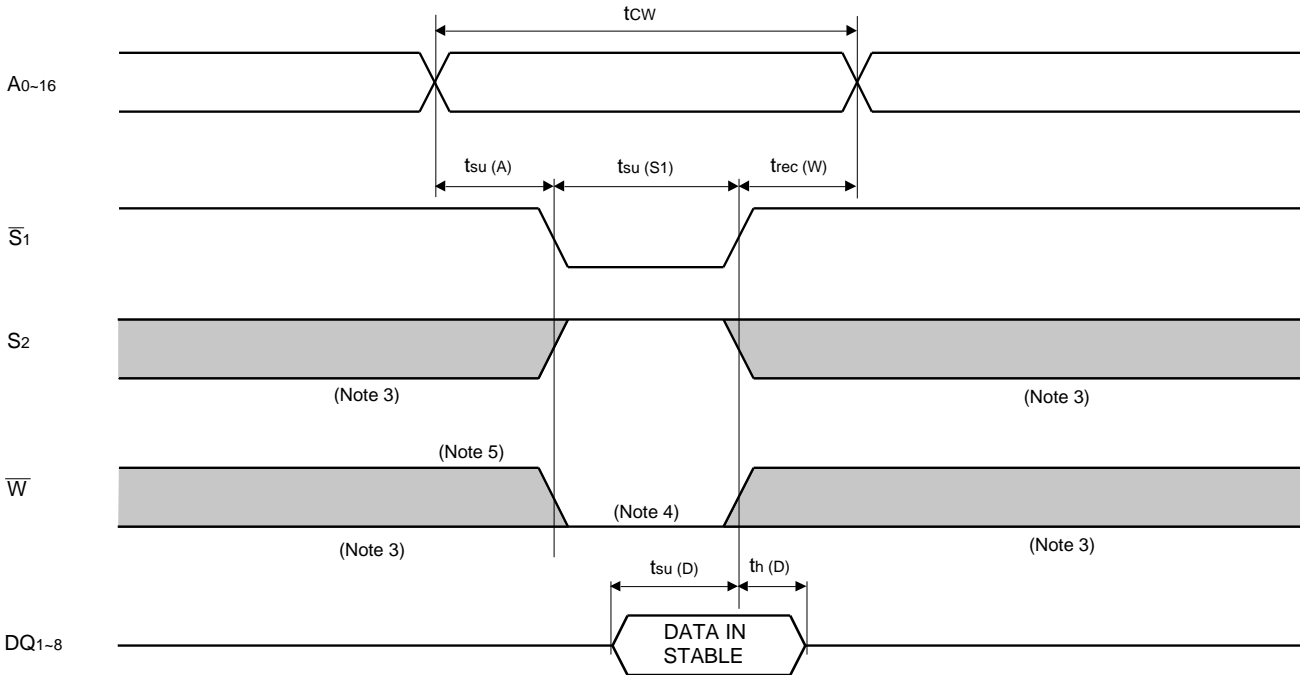 tCW
A0~16
tsu (A) tsu (S1) trec (W)
S̅1
S2
(Note 3) (Note 3)
(Note 5)
W̅
(Note 4)
(Note 3) (Note 3)
tsu (D) th (D)
DQ1~8
DATA IN
STABLE